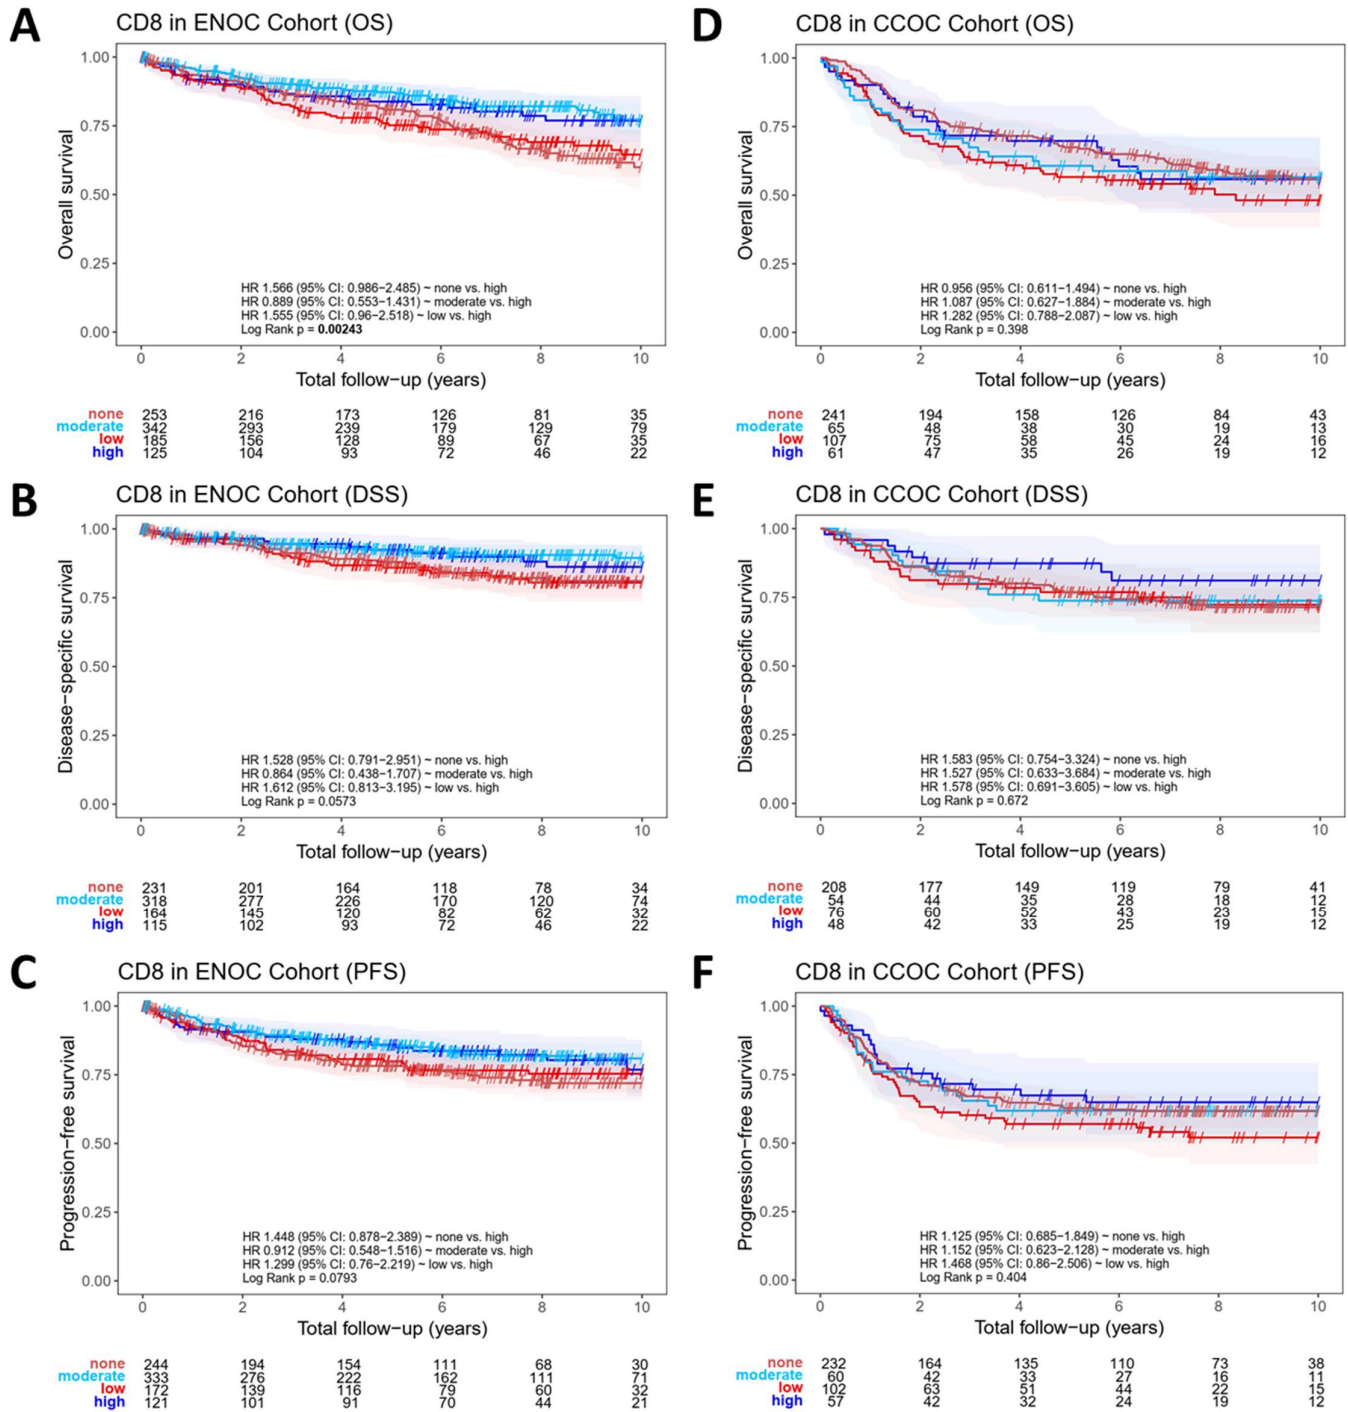 A
CD8 in ENOC Cohort (OS)
Overall survival
1.00
0.75
0.50
0.25
0.00
HR 1.566 (95% CI: 0.986−2.485) ~ none vs. high
HR 0.889 (95% CI: 0.553−1.431) ~ moderate vs. high
HR 1.555 (95% CI: 0.96−2.518) ~ low vs. high
Log Rank p = 0.00243
0 2 4 6 8 10
Total follow−up (years)
none 253 216 173 126 81 35
moderate 342 293 239 179 129 79
low 185 156 128 89 67 35
high 125 104 93 72 46 22
D
CD8 in CCOC Cohort (OS)
Overall survival
1.00
0.75
0.50
0.25
0.00
HR 0.956 (95% CI: 0.611−1.494) ~ none vs. high
HR 1.087 (95% CI: 0.627−1.884) ~ moderate vs. high
HR 1.282 (95% CI: 0.788−2.087) ~ low vs. high
Log Rank p = 0.398
0 2 4 6 8 10
Total follow−up (years)
none 241 194 158 126 84 43
moderate 65 48 38 30 19 13
low 107 75 58 45 24 16
high 61 47 35 26 19 12
B
CD8 in ENOC Cohort (DSS)
Disease−specific survival
1.00
0.75
0.50
0.25
0.00
HR 1.528 (95% CI: 0.791−2.951) ~ none vs. high
HR 0.864 (95% CI: 0.438−1.707) ~ moderate vs. high
HR 1.612 (95% CI: 0.813−3.195) ~ low vs. high
Log Rank p = 0.0573
0 2 4 6 8 10
Total follow−up (years)
none 231 201 164 118 78 34
moderate 318 277 226 170 120 74
low 164 145 120 82 62 32
high 115 102 93 72 46 22
E
CD8 in CCOC Cohort (DSS)
Disease−specific survival
1.00
0.75
0.50
0.25
0.00
HR 1.583 (95% CI: 0.754−3.324) ~ none vs. high
HR 1.527 (95% CI: 0.633−3.684) ~ moderate vs. high
HR 1.578 (95% CI: 0.691−3.605) ~ low vs. high
Log Rank p = 0.672
0 2 4 6 8 10
Total follow−up (years)
none 208 177 149 119 79 41
moderate 54 44 35 28 18 12
low 76 60 52 43 23 15
high 48 42 33 25 19 12
C
CD8 in ENOC Cohort (PFS)
Progression−free survival
1.00
0.75
0.50
0.25
0.00
HR 1.448 (95% CI: 0.878−2.389) ~ none vs. high
HR 0.912 (95% CI: 0.548−1.516) ~ moderate vs. high
HR 1.299 (95% CI: 0.76−2.219) ~ low vs. high
Log Rank p = 0.0793
0 2 4 6 8 10
Total follow−up (years)
none 244 194 154 111 68 30
moderate 333 276 222 162 111 71
low 172 139 116 79 60 32
high 121 101 91 70 44 21
F
CD8 in CCOC Cohort (PFS)
Progression−free survival
1.00
0.75
0.50
0.25
0.00
HR 1.125 (95% CI: 0.685−1.849) ~ none vs. high
HR 1.152 (95% CI: 0.623−2.128) ~ moderate vs. high
HR 1.468 (95% CI: 0.86−2.506) ~ low vs. high
Log Rank p = 0.404
0 2 4 6 8 10
Total follow−up (years)
none 232 164 135 110 73 38
moderate 60 42 33 27 16 11
low 102 63 51 44 22 15
high 57 42 32 24 19 12